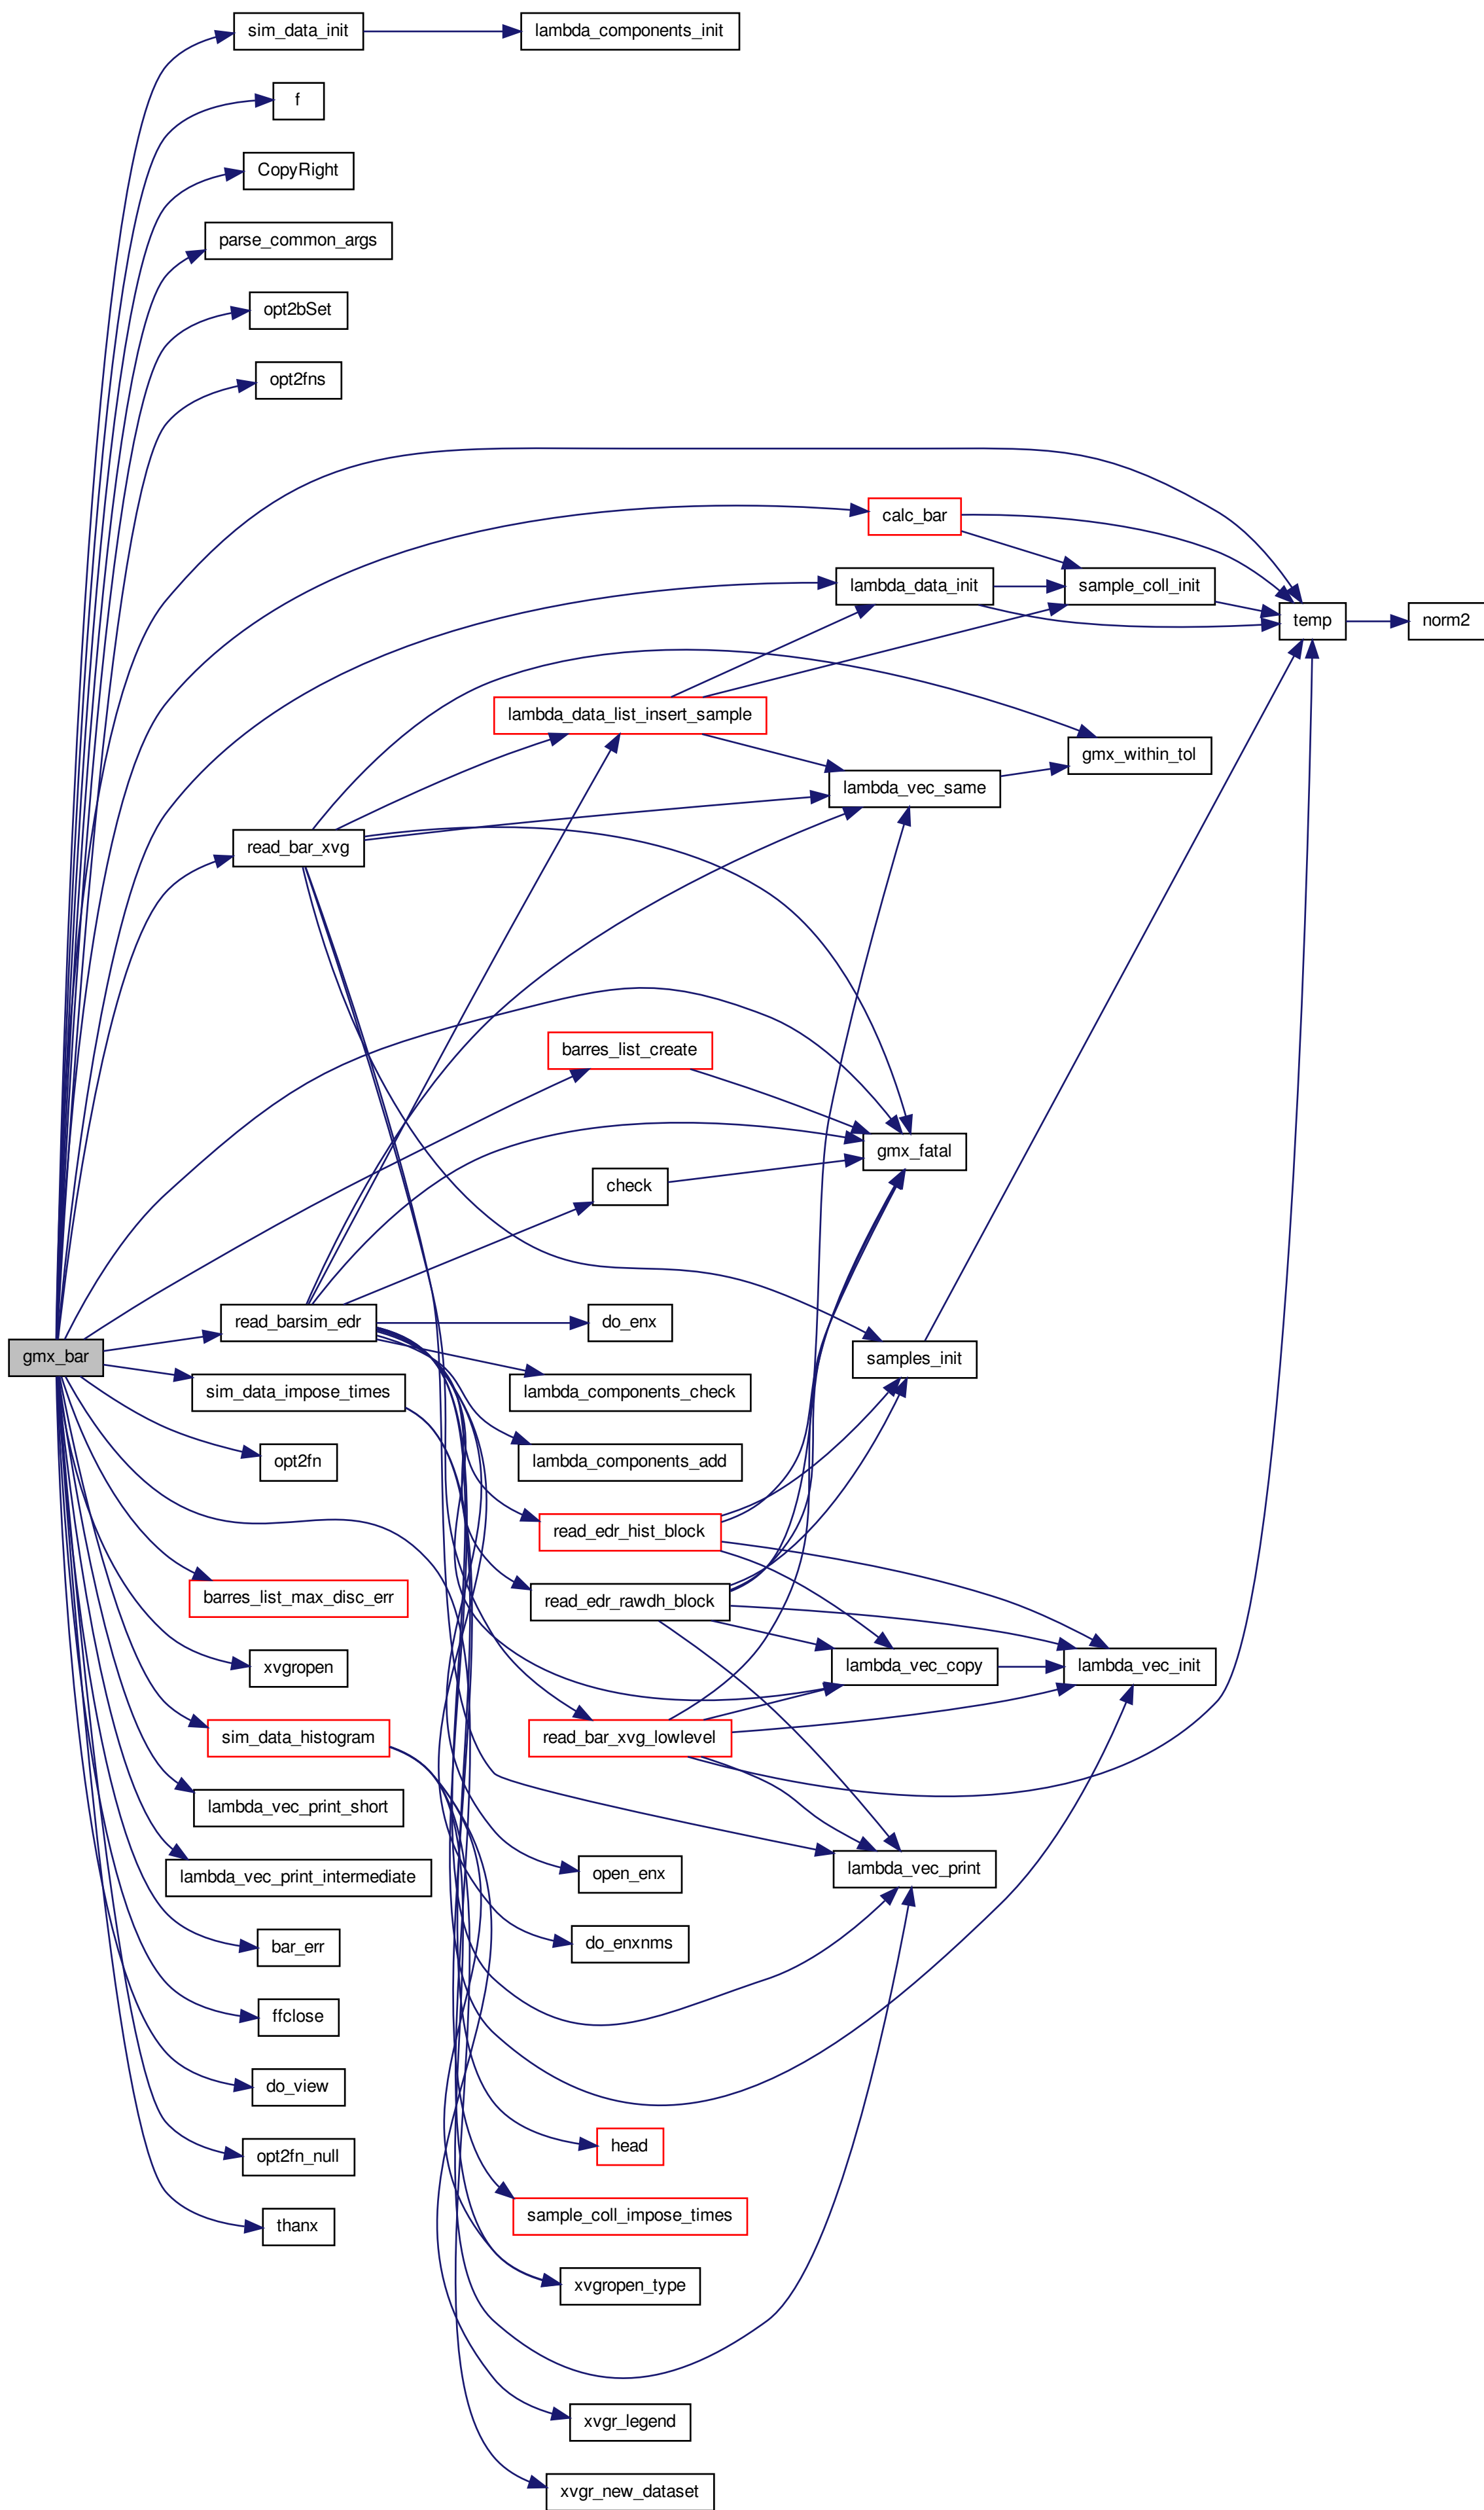 sim_data_init
lambda_components_init
f
CopyRight
parse_common_args
opt2bSet
opt2fns
calc_bar
lambda_data_init
sample_coll_init
temp
norm2
lambda_data_list_insert_sample
gmx_within_tol
lambda_vec_same
read_bar_xvg
barres_list_create
gmx_fatal
check
read_barsim_edr
do_enx
gmx_bar
samples_init
sim_data_impose_times
lambda_components_check
opt2fn
lambda_components_add
read_edr_hist_block
barres_list_max_disc_err
read_edr_rawdh_block
xvgropen
lambda_vec_copy
lambda_vec_init
sim_data_histogram
read_bar_xvg_lowlevel
lambda_vec_print_short
lambda_vec_print_intermediate
open_enx
lambda_vec_print
bar_err
do_enxnms
ffclose
do_view
opt2fn_null
head
thanx
sample_coll_impose_times
xvgropen_type
xvgr_legend
xvgr_new_dataset